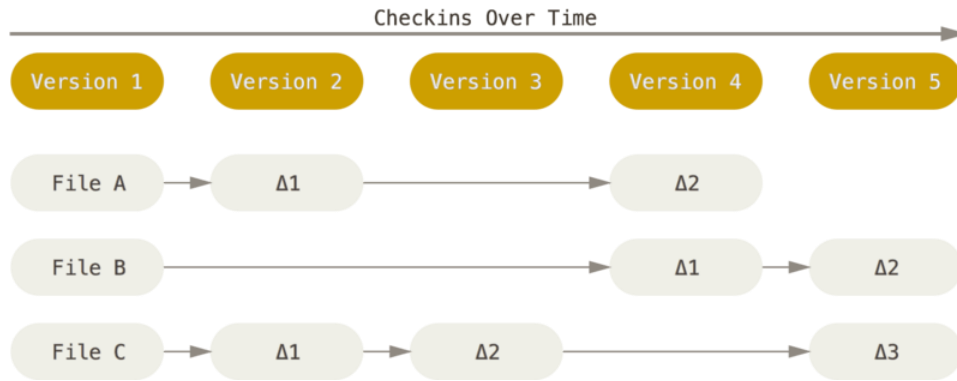 Checkins Over Time
Version 1 Version 2 Version 3 Version 4 Version 5
File A Δ1 Δ2
File B Δ1 Δ2
File C Δ1 Δ2 Δ3